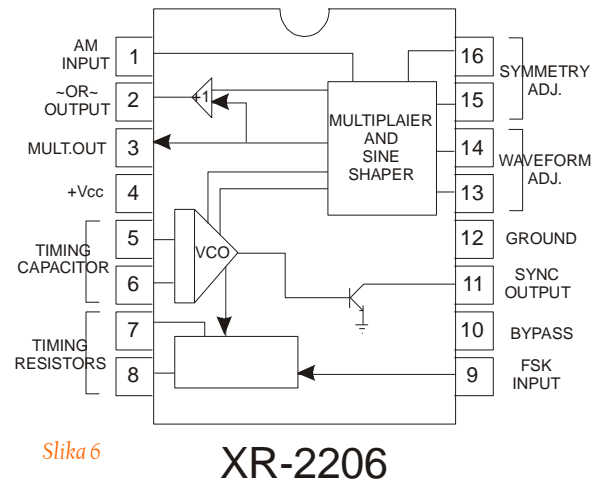 AM
INPUT
1
~OR~
OUTPUT
2
MULT.OUT
3
+Vcc
4
TIMING
CAPACITOR
5
6
TIMING
RESISTORS
7
8
+1
MULTIPLAIER
AND
SINE
SHAPER
VCO
16
SYMMETRY
ADJ.
15
14
WAVEFORM
ADJ.
13
12
GROUND
11
SYNC
OUTPUT
10
BYPASS
9
FSK
INPUT
Slika 6
XR-2206